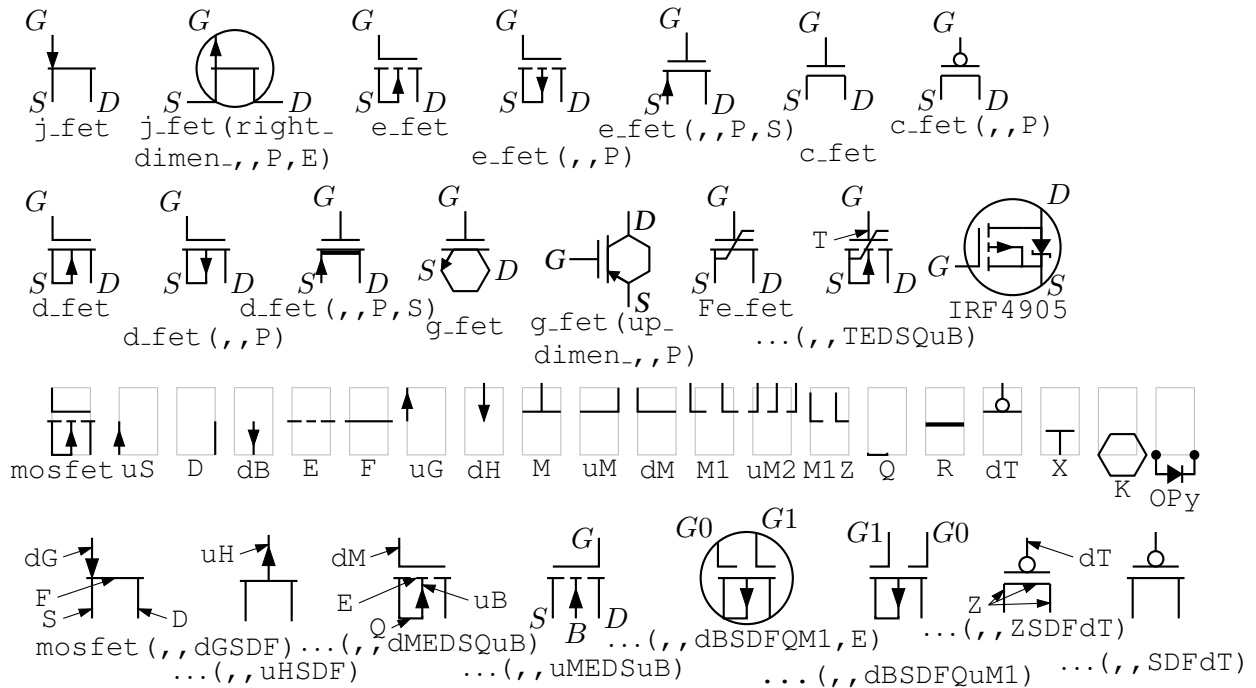 G G G G G G G
S D S D S D S D S D S D S D
j_fet j_fet(right_ e_fet e_fet(,,P,S) c_fet(,,P)
dimen_,,P,E) e_fet(,,P) c_fet
G G G G D G G D
T
S D S D S D S D G S S D S D G S
d_fet d_fet(,,P,S) g_fet g_fet(up_ Fe_fet IRF4905
d_fet(,,P) dimen_,,P) ...(,,TEDSQuB)
mosfet uS D dB E F uG dH M uM dM M1 uM2 M1Z Q R dT X K OPy
dG uH dM G G0 G1 G1 G0 dT
F E uB Z
S D Q S B D
mosfet(,,dGSDF) ...(,,dMEDSQuB) ...(,,dBSDFQM1,E) ...(,,ZSDFdT)
...(,,uHSDF) ...(,,uMEDSuB) ...(,,dBSDFQuM1) ...(,,SDFdT)